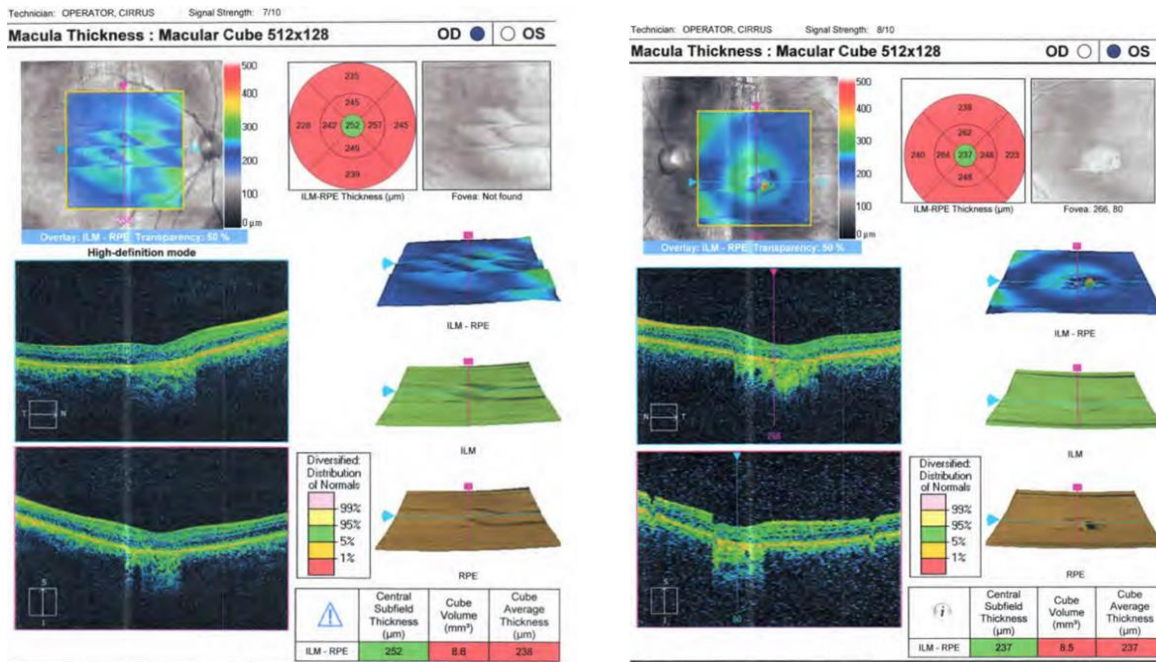 Technician: OPERATOR, CIRRUS Signal Strength: 7/10
Macula Thickness : Macular Cube 512x128 OD OS
500
400
300
200
100
0 µm
235
245
228 242 252 257 245
249
239
ILM-RPE Thickness (µm)
Fovea: Not found
Overlay: ILM - RPE Transparency: 50 %
High-definition mode
ILM - RPE
T N
ILM
Diversified:
Distribution
of Normals
99%
95%
5%
1%
RPE
S
I
Central Subfield Thickness (µm) Cube Volume (mm³) Cube Average Thickness (µm)
ILM - RPE 252 8.6 238
Technician: OPERATOR, CIRRUS Signal Strength: 8/10
Macula Thickness : Macular Cube 512x128 OD OS
500
400
300
200
100
0 µm
238
262
240 264 237 248 223
248
ILM-RPE Thickness (µm)
Fovea: 266, 80
Overlay: ILM - RPE Transparency: 50 %
ILM - RPE
N T
ILM
Diversified:
Distribution
of Normals
99%
95%
5%
1%
RPE
S
I
80
Central Subfield Thickness (µm) Cube Volume (mm³) Cube Average Thickness (µm)
ILM - RPE 237 8.5 237